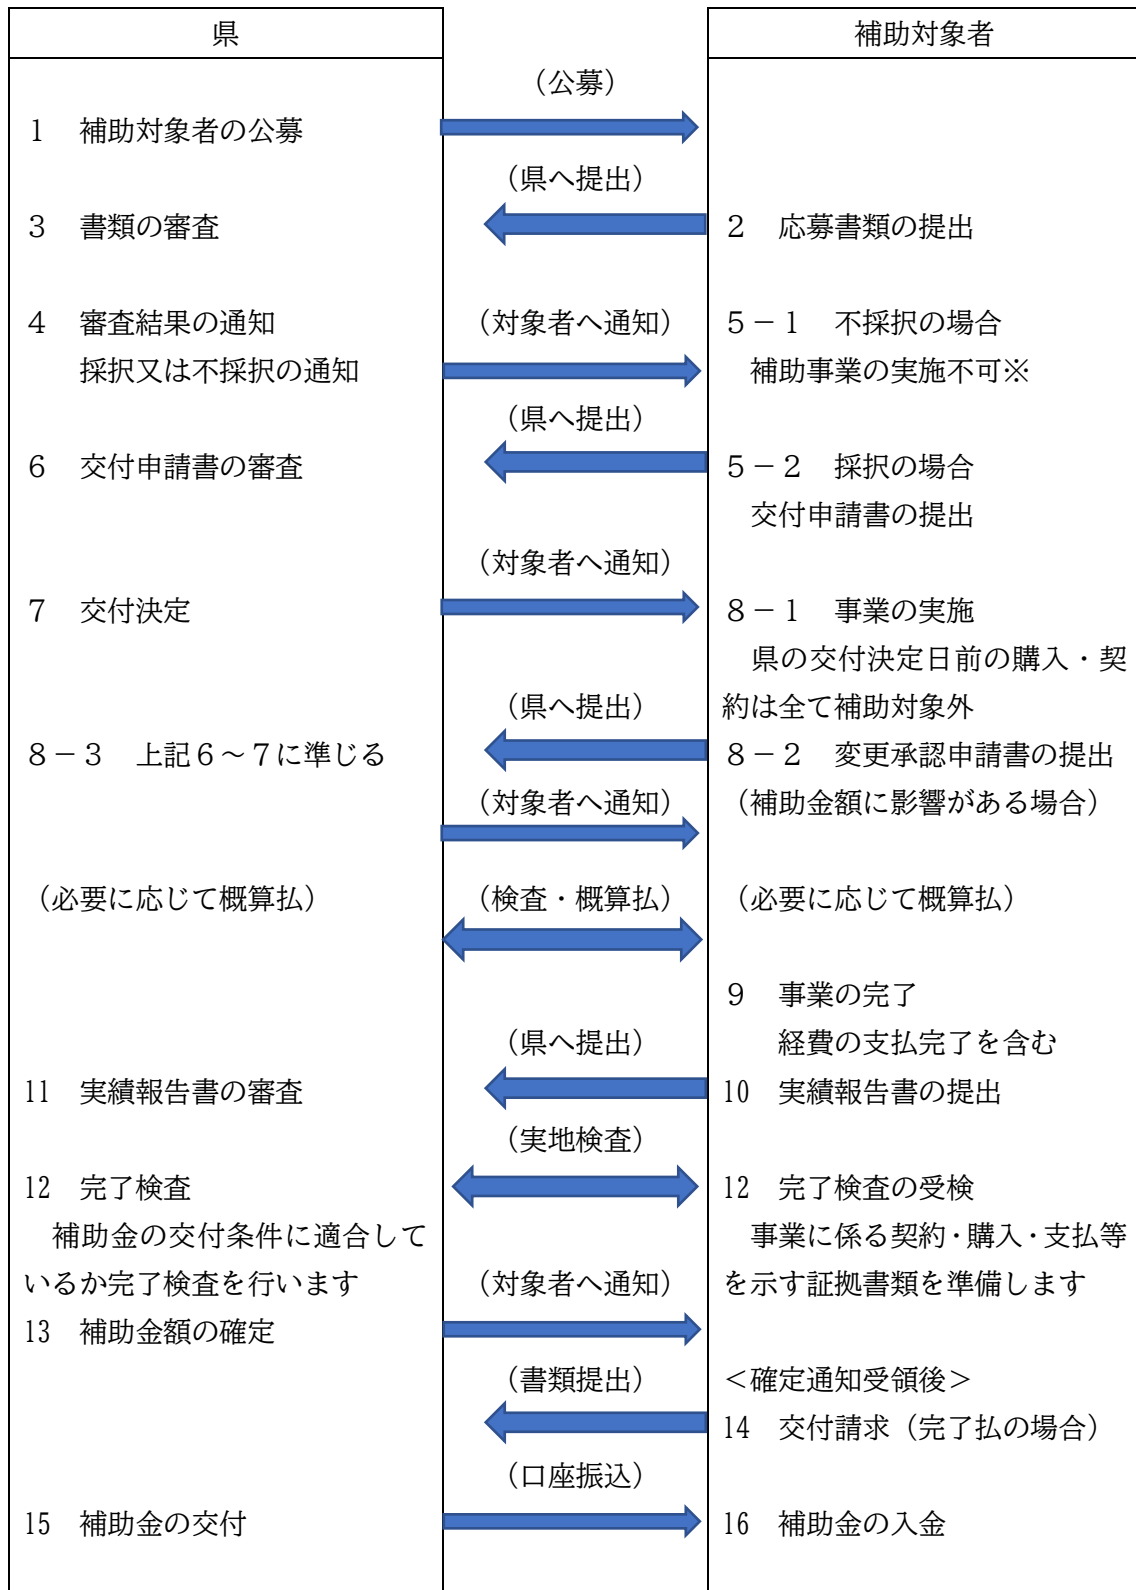 県
補助対象者
（公募）
１　補助対象者の公募
（県へ提出）
３　書類の審査
２　応募書類の提出
４　審査結果の通知
（対象者へ通知）
５－１　不採択の場合
採択又は不採択の通知
補助事業の実施不可※
（県へ提出）
６　交付申請書の審査
５－２　採択の場合
交付申請書の提出
（対象者へ通知）
７　交付決定
８－１　事業の実施
県の交付決定日前の購入・契
（県へ提出）
約は全て補助対象外
８－３　上記６～７に準じる
８－２　変更承認申請書の提出
（対象者へ通知）
（補助金額に影響がある場合）
（必要に応じて概算払）
（検査・概算払）
（必要に応じて概算払）
９　事業の完了
（県へ提出）
経費の支払完了を含む
11　実績報告書の審査
10　実績報告書の提出
（実地検査）
12　完了検査
12　完了検査の受検
補助金の交付条件に適合して
事業に係る契約・購入・支払等
いるか完了検査を行います
（対象者へ通知）
を示す証拠書類を準備します
13　補助金額の確定
（書類提出）
＜確定通知受領後＞
14　交付請求（完了払の場合）
（口座振込）
15　補助金の交付
16　補助金の入金